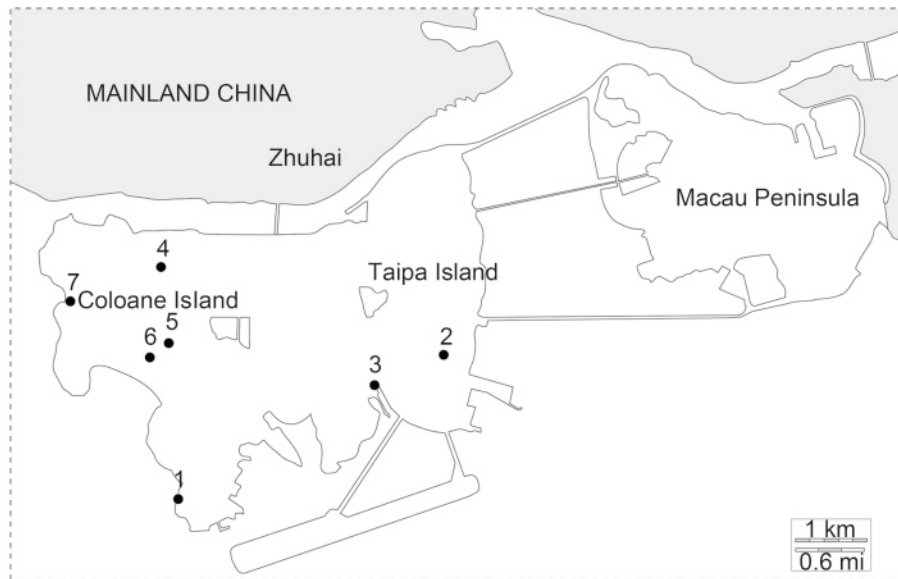 MAINLAND CHINA
Zhuhai
Macau Peninsula
4
Taipa Island
7
Coloane Island
5
6
2
3
1
1 km
0.6 mi